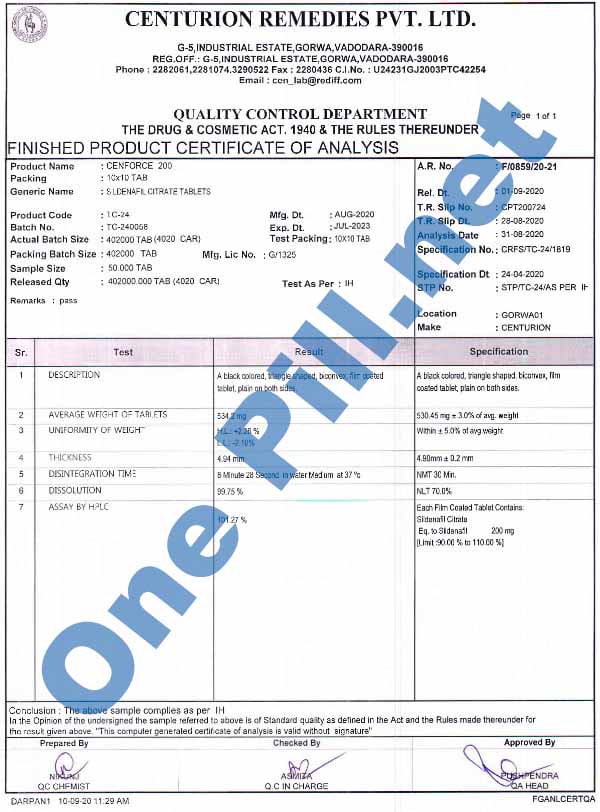 CENTURION REMEDIES PVT. LTD.
G-5,INDUSTRIAL ESTATE,GORWA,VADODARA-390016
REG.OFF.: G-5,INDUSTRIAL ESTATE,GORWA,VADODARA-390016
Phone : 2282061,2281074,3290522 Fax : 2280436 C.I.No. : U24231GJ2003PTC42254
Email : cen_lab@rediff.com
QUALITY CONTROL DEPARTMENT
Page 1 of 1
THE DRUG & COSMETIC ACT. 1940 & THE RULES THEREUNDER
FINISHED PRODUCT CERTIFICATE OF ANALYSIS
Product Name : CENFORCE 200
Packing : 10x10 TAB
Generic Name : SILDENAFIL CITRATE TABLETS
Product Code : TC-24 Mfg. Dt. : AUG-2020
Batch No. : TC-240058 Exp. Dt. : JUL-2023
Actual Batch Size : 402000 TAB (4020 CAR) Test Packing : 10X10 TAB
Packing Batch Size : 402000 TAB Mfg. Lic No. : G/1325
Sample Size : 50.000 TAB
Released Qty : 402000.000 TAB (4020 CAR) Test As Per : IH
Remarks : pass
A.R. No. : F/0859/20-21
Rel. Dt. : 01-09-2020
T.R. Slip No. : CPT200724
T.R. Slip Dt. : 28-08-2020
Analysis Date : 31-08-2020
Specification No. : CRFS/TC-24/1619
Specification Dt : 24-04-2020
STP No. : STP/TC-24/AS PER IH
Location : GORWA01
Make : CENTURION
Sr. Test Result Specification
1 DESCRIPTION A black colored, triangle shaped, biconvex, film coated tablet, plain on both sides. A black colored, triangle shaped, biconvex, film coated tablet, plain on both sides.
2 AVERAGE WEIGHT OF TABLETS 534.2 mg 530.45 mg ± 3.0% of avg. weight
3 UNIFORMITY OF WEIGHT H.L.: +2.26 % Within ± 5.0% of avg weight
L.L.: -2.10%
4 THICKNESS 4.94 mm 4.90mm ± 0.2 mm
5 DISINTEGRATION TIME 8 Minute 28 Second in water Medium at 37 ºc NMT 30 Min.
6 DISSOLUTION 99.75 % NLT 70.0%
7 ASSAY BY HPLC Each Film Coated Tablet Contains:
101.27 % Sildenafil Citrate
Eq. to Sildenafil 200 mg
[Limit :90.00 % to 110.00 %]
One Pill.net
Conclusion : The above sample complies as per IH
In the Opinion of the undersigned the sample referred to above is of Standard quality as defined in the Act and the Rules made thereunder for
the result given above. "This computer generated certificate of analysis is valid without signature"
Prepared By Checked By Approved By
NIKUNJ ASMITA PUSHPENDRA
QC CHEMIST Q.C IN CHARGE QA HEAD
DARPAN1 10-09-20 11:29 AM FGANLCERTQA